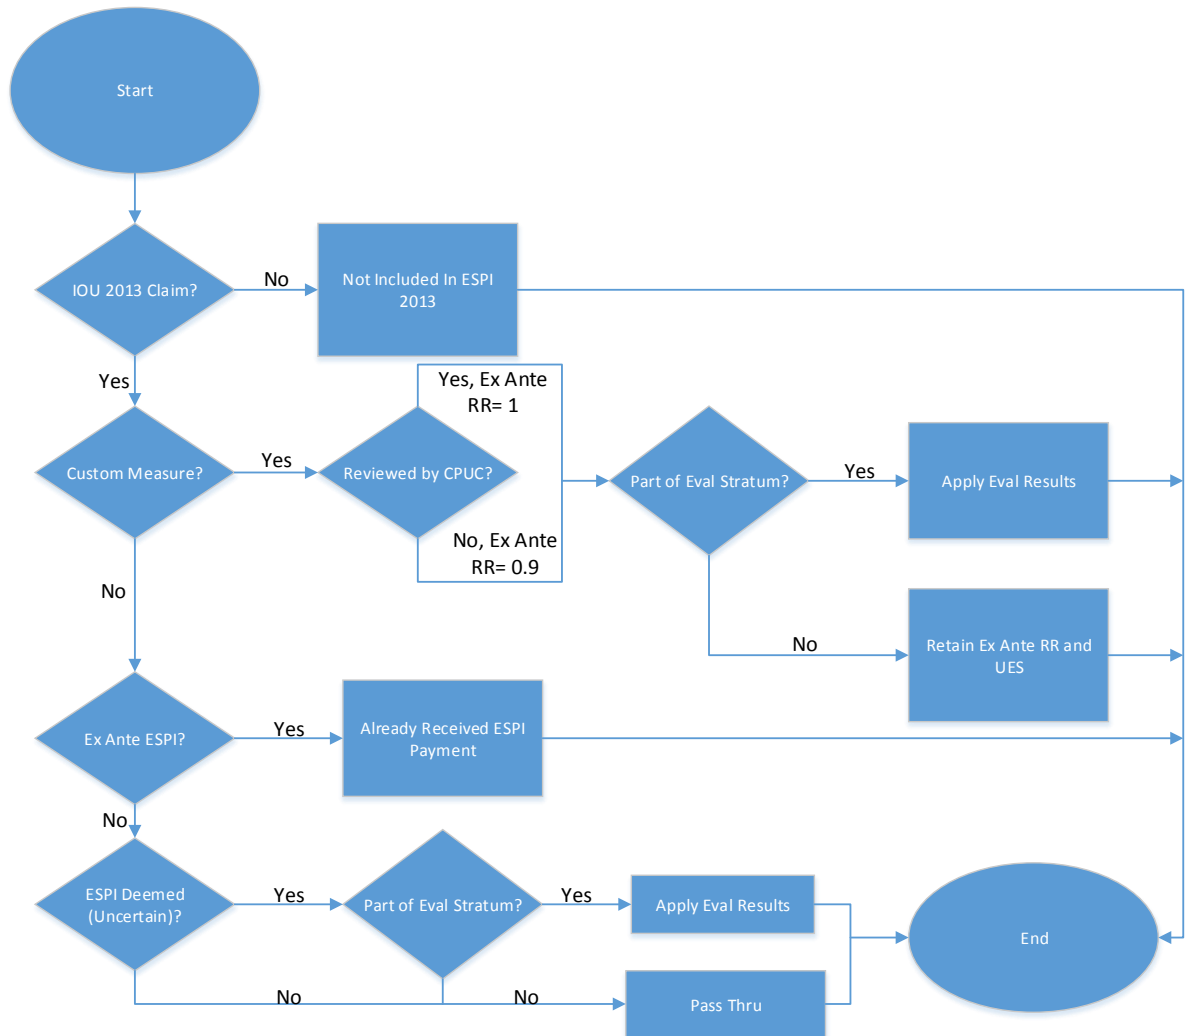 Start
IOU 2013 Claim?
No
Not Included In ESPI
2013
Yes
Custom Measure?
Yes
Reviewed by CPUC?
Yes, Ex Ante
RR= 1
No, Ex Ante
RR= 0.9
Part of Eval Stratum?
Yes
Apply Eval Results
No
Retain Ex Ante RR and
UES
No
Ex Ante ESPI?
Yes
Already Received ESPI
Payment
No
ESPI Deemed
(Uncertain)?
Yes
Part of Eval Stratum?
Yes
Apply Eval Results
No
No
Pass Thru
End